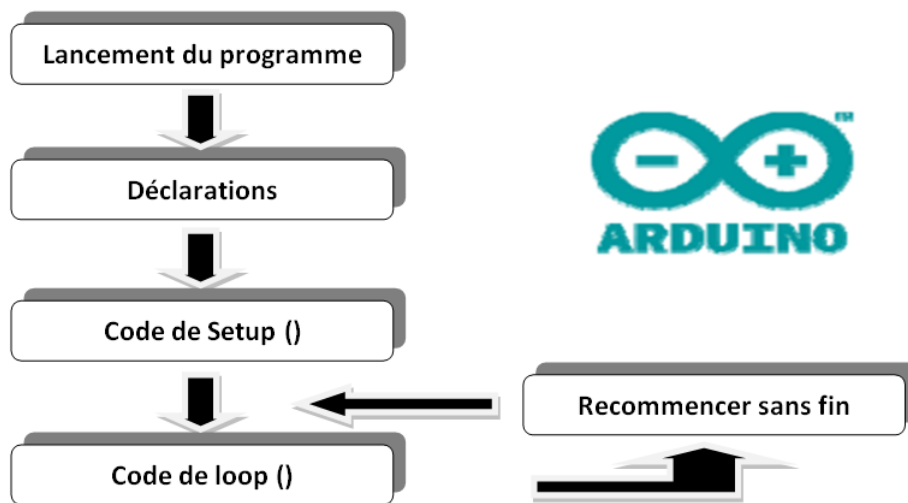 Lancement du programme
Déclarations
Code de Setup ()
Code de loop ()
Recommencer sans fin
ARDUINO